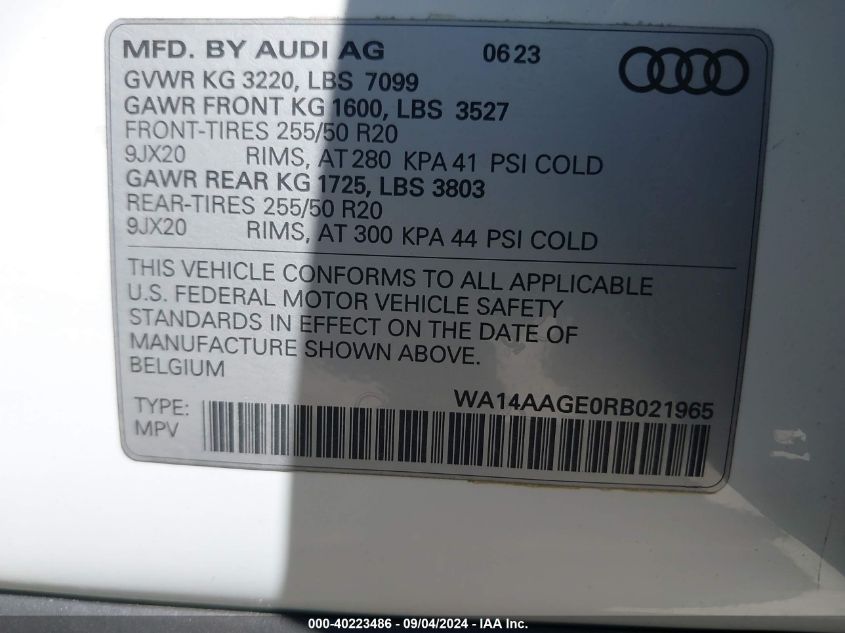 MFD. BY AUDI AG 0623
GVWR KG 3220, LBS 7099
GAWR FRONT KG 1600, LBS 3527
FRONT-TIRES 255/50 R20
9JX20 RIMS, AT 280 KPA 41 PSI COLD
GAWR REAR KG 1725, LBS 3803
REAR-TIRES 255/50 R20
9JX20 RIMS, AT 300 KPA 44 PSI COLD
THIS VEHICLE CONFORMS TO ALL APPLICABLE
U.S. FEDERAL MOTOR VEHICLE SAFETY
STANDARDS IN EFFECT ON THE DATE OF
MANUFACTURE SHOWN ABOVE.
BELGIUM
WA14AAGE0RB021965
TYPE:
MPV
000-40223486 - 09/04/2024 - IAA Inc.